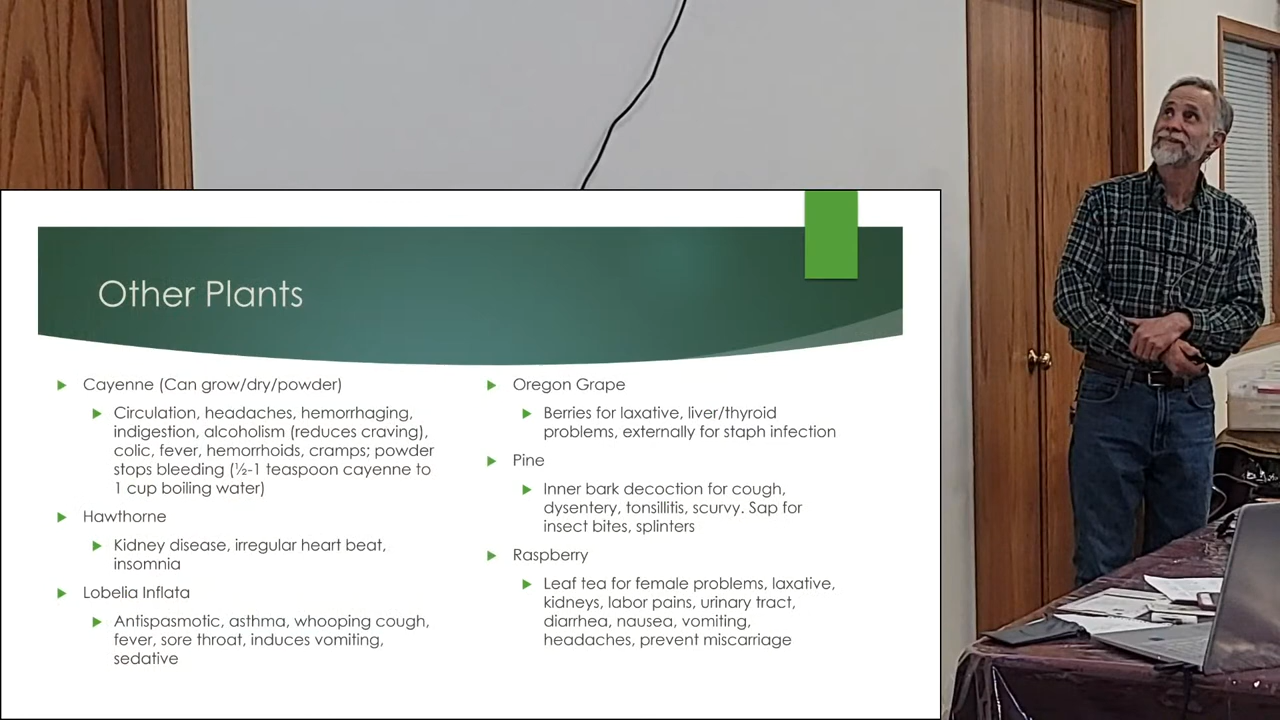 Other Plants
Cayenne (Can grow/dry/powder)
Circulation, headaches, hemorrhaging,
indigestion, alcoholism (reduces craving),
colic, fever, hemorrhoids, cramps; powder
stops bleeding (½-1 teaspoon cayenne to
1 cup boiling water)
Hawthorne
Kidney disease, irregular heart beat,
insomnia
Lobelia Inflata
Antispasmotic, asthma, whooping cough,
fever, sore throat, induces vomiting,
sedative
Oregon Grape
Berries for laxative, liver/thyroid
problems, externally for staph infection
Pine
Inner bark decoction for cough,
dysentery, tonsillitis, scurvy. Sap for
insect bites, splinters
Raspberry
Leaf tea for female problems, laxative,
kidneys, labor pains, urinary tract,
diarrhea, nausea, vomiting,
headaches, prevent miscarriage